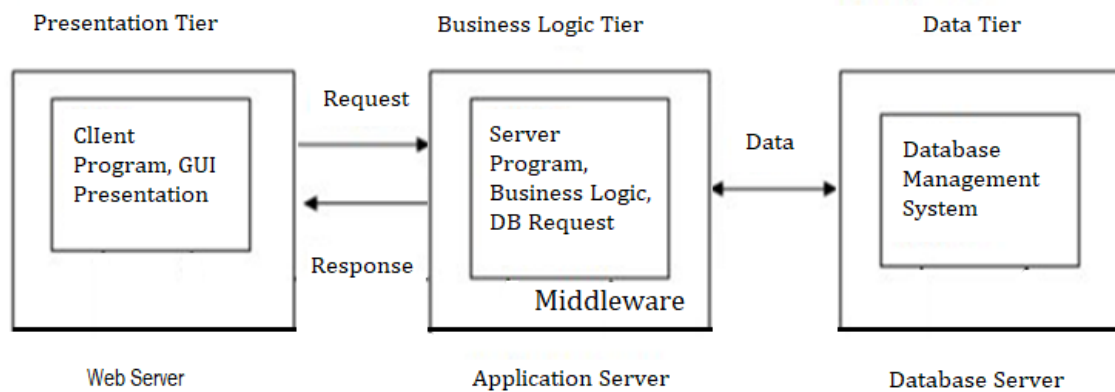 Presentation Tier
Business Logic Tier
Data Tier
ClIent
Program, GUI
Presentation
Request
Response
Server
Program,
Business Logic,
DB Request
Middleware
Data
Database
Management
System
Web Server
Application Server
Database Server